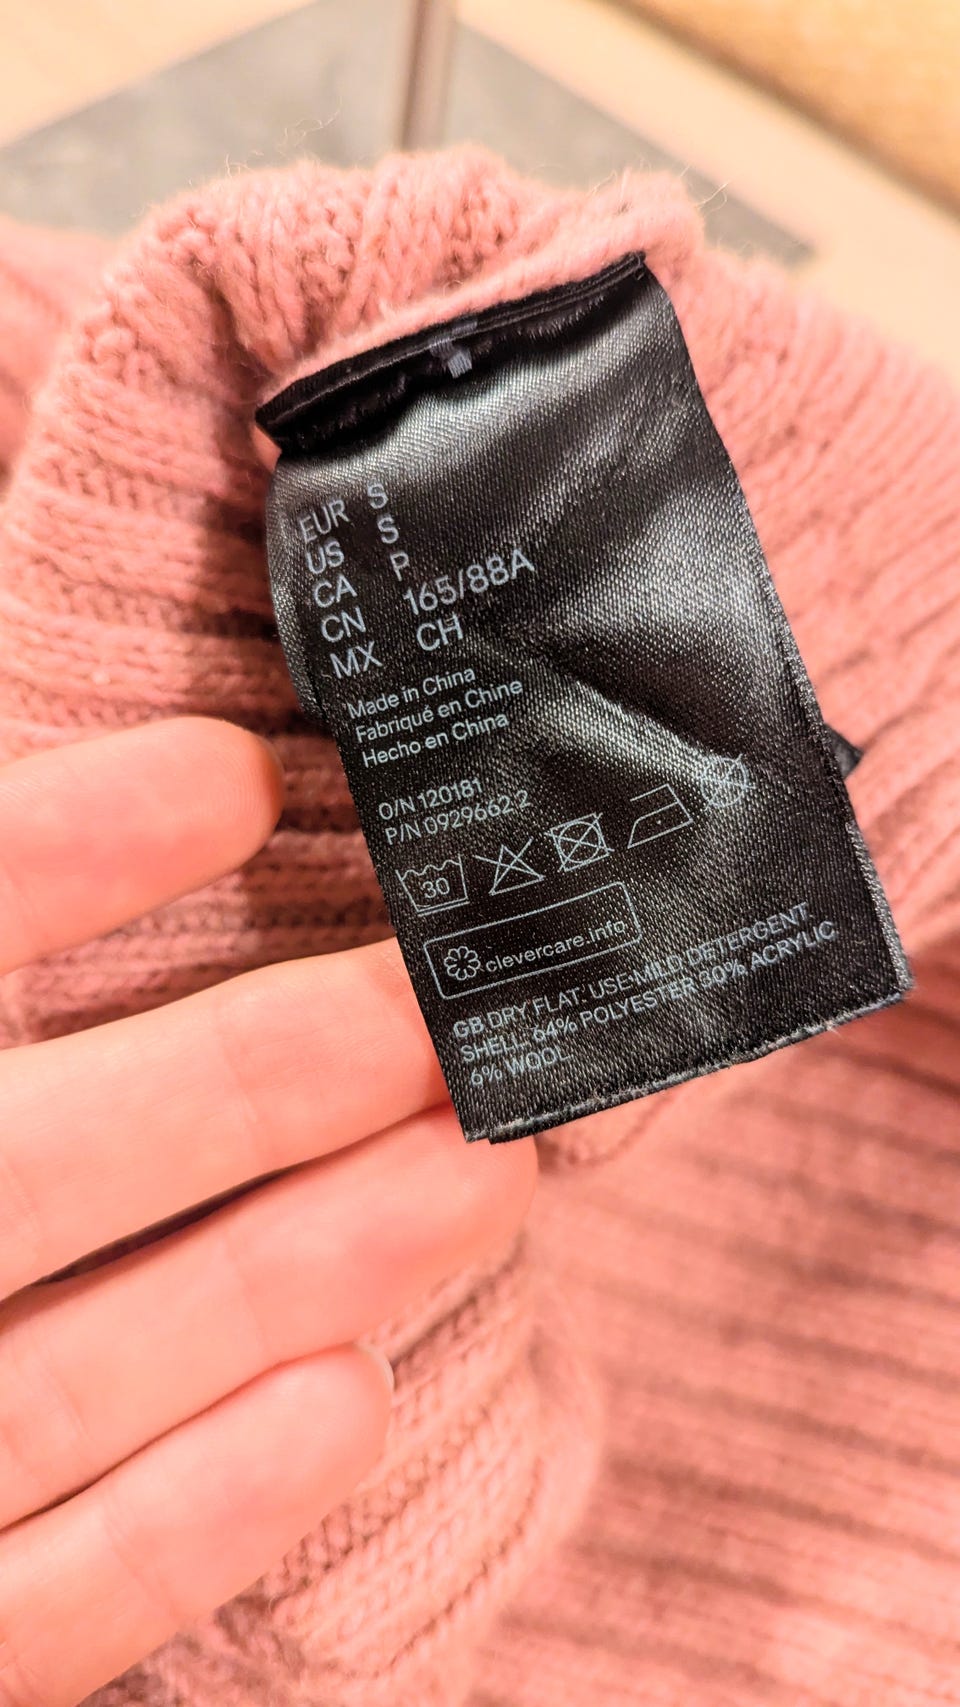 EUR S
US S
CA P
CN 165/88A
MX CH
Made in China
Fabriqué en Chine
Hecho en China
O/N 120181
P/N 0929662 2
30
clevercare.info
GB DRY FLAT. USE MILD DETERGENT
SHELL 64% POLYESTER 30% ACRYLIC
6% WOOL